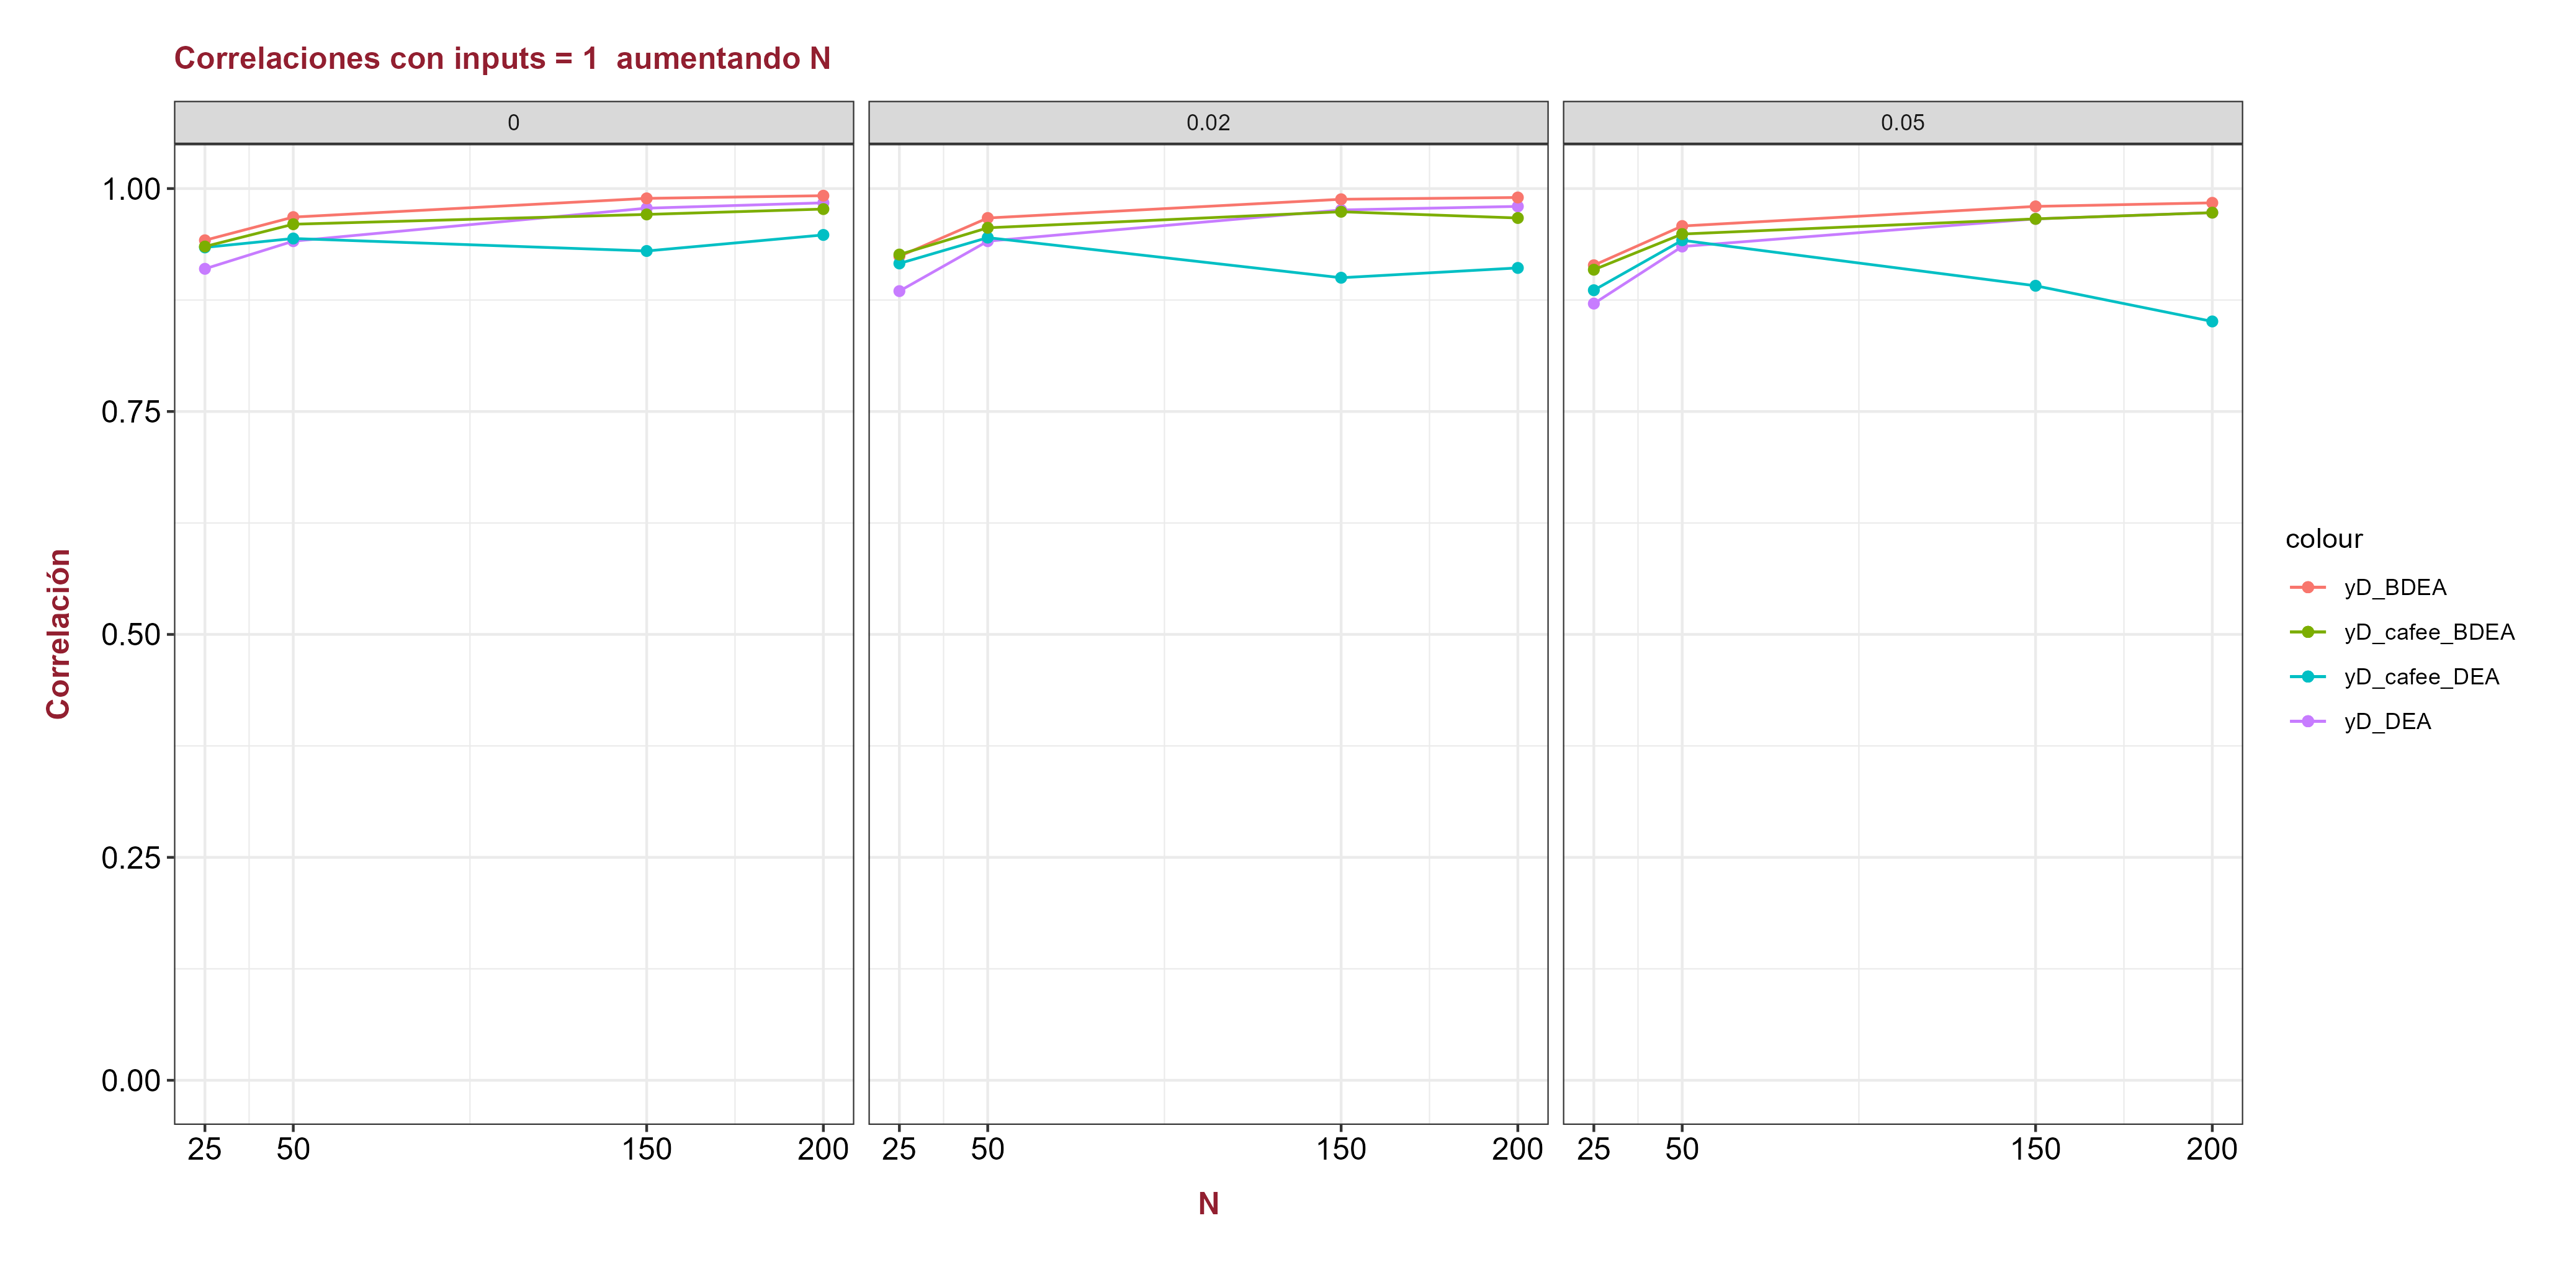 Correlaciones con inputs = 1  aumentando N
0
0.02
0.05
Correlación
1.00
0.75
0.50
0.25
0.00
25 50 150 200
25 50 150 200
25 50 150 200
N
colour
yD_BDEA
yD_cafee_BDEA
yD_cafee_DEA
yD_DEA